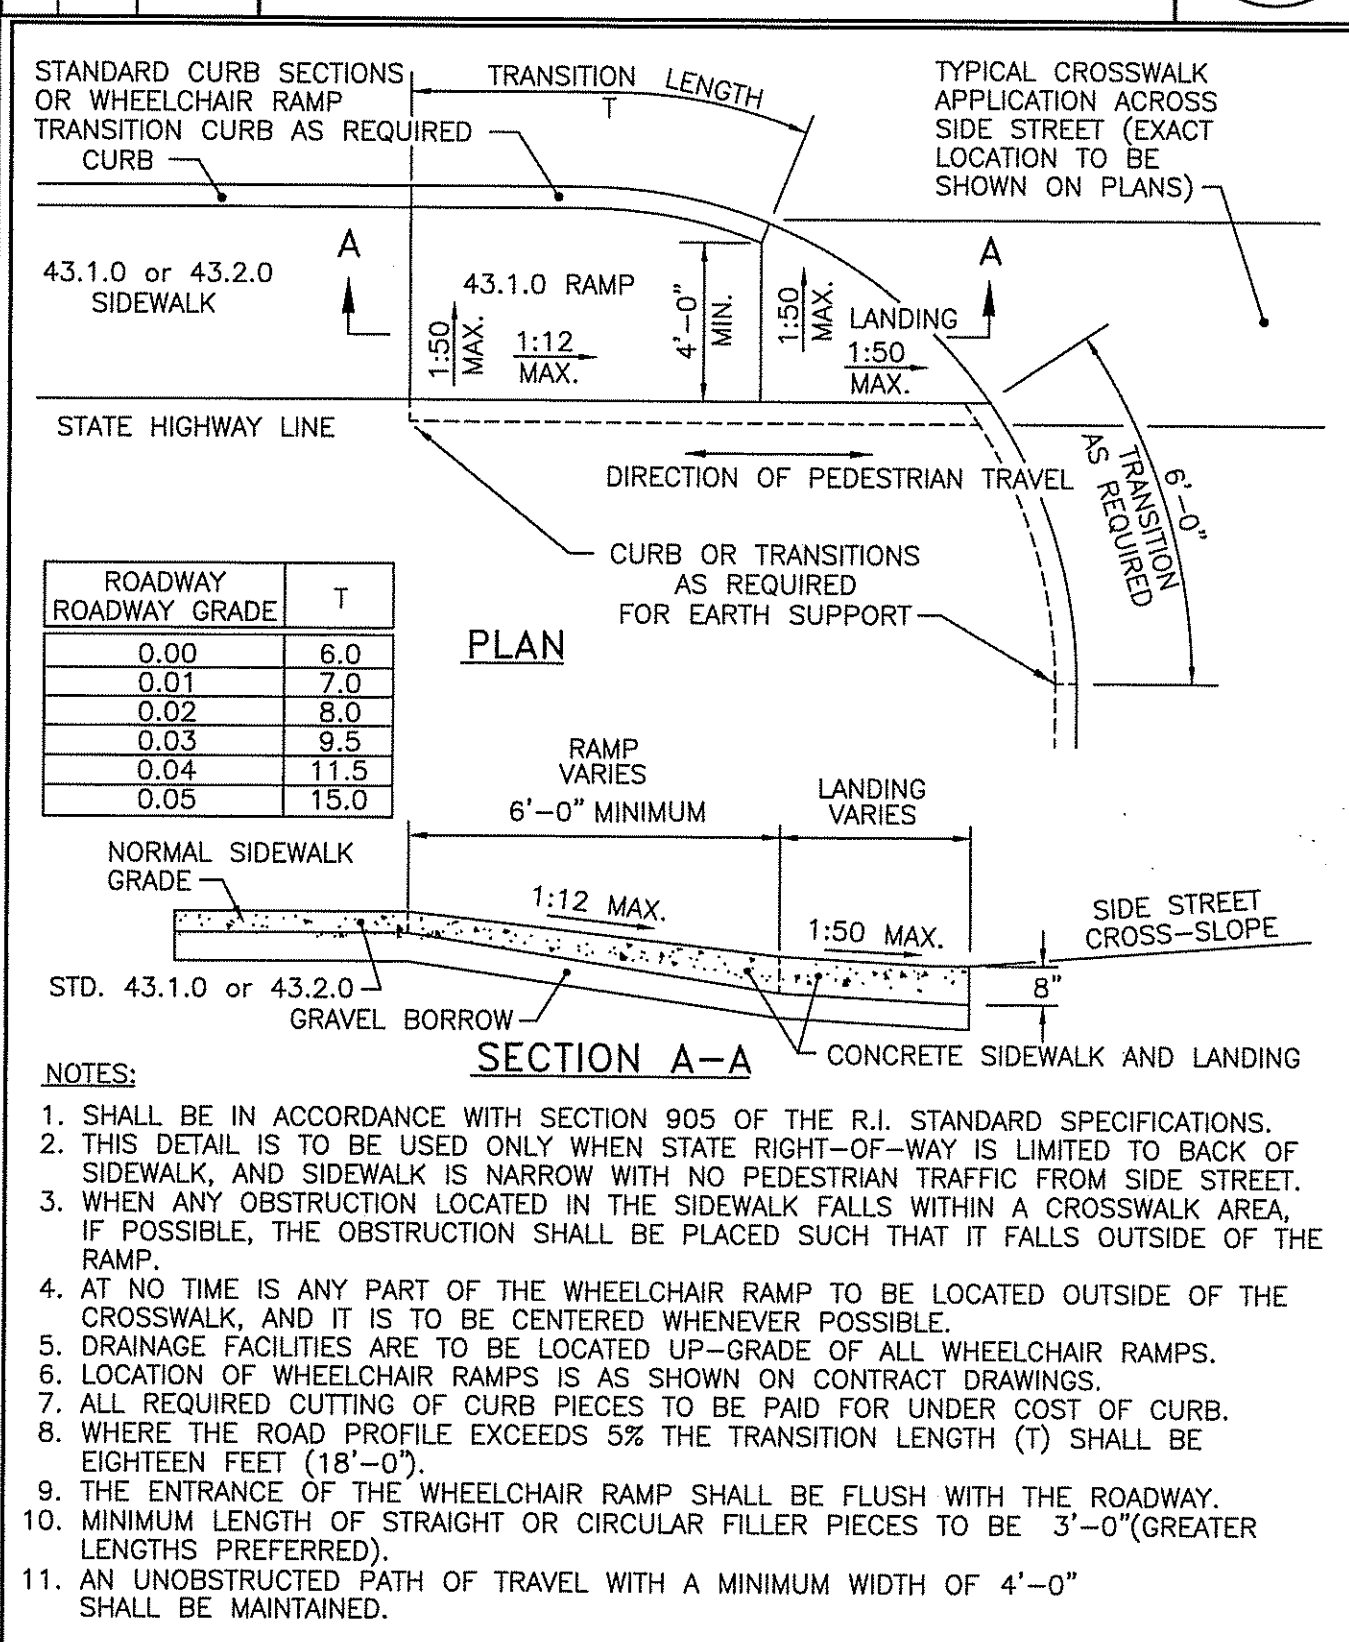 STANDARD CURB SECTIONS
OR WHEELCHAIR RAMP
TRANSITION CURB AS REQUIRED
CURB
TRANSITION LENGTH
T
TYPICAL CROSSWALK
APPLICATION ACROSS
SIDE STREET (EXACT
LOCATION TO BE
SHOWN ON PLANS)
43.1.0 or 43.2.0
SIDEWALK
A
43.1.0 RAMP
1:50
MAX.
1:12
MAX.
4'-0"
MIN.
1:50
MAX.
LANDING
1:50
MAX.
A
STATE HIGHWAY LINE
DIRECTION OF PEDESTRIAN TRAVEL
6'-0"
TRANSITION
AS REQUIRED
CURB OR TRANSITIONS
AS REQUIRED
FOR EARTH SUPPORT
PLAN
ROADWAY T
ROADWAY GRADE
0.00 6.0
0.01 7.0
0.02 8.0
0.03 9.5
0.04 11.5
0.05 15.0
RAMP
VARIES
6'-0" MINIMUM
LANDING
VARIES
NORMAL SIDEWALK
GRADE
1:12 MAX.
1:50 MAX.
SIDE STREET
CROSS-SLOPE
8"
STD. 43.1.0 or 43.2.0
GRAVEL BORROW
CONCRETE SIDEWALK AND LANDING
SECTION A-A
NOTES:
1. SHALL BE IN ACCORDANCE WITH SECTION 905 OF THE R.I. STANDARD SPECIFICATIONS.
2. THIS DETAIL IS TO BE USED ONLY WHEN STATE RIGHT-OF-WAY IS LIMITED TO BACK OF
SIDEWALK, AND SIDEWALK IS NARROW WITH NO PEDESTRIAN TRAFFIC FROM SIDE STREET.
3. WHEN ANY OBSTRUCTION LOCATED IN THE SIDEWALK FALLS WITHIN A CROSSWALK AREA,
IF POSSIBLE, THE OBSTRUCTION SHALL BE PLACED SUCH THAT IT FALLS OUTSIDE OF THE
RAMP.
4. AT NO TIME IS ANY PART OF THE WHEELCHAIR RAMP TO BE LOCATED OUTSIDE OF THE
CROSSWALK, AND IT IS TO BE CENTERED WHENEVER POSSIBLE.
5. DRAINAGE FACILITIES ARE TO BE LOCATED UP-GRADE OF ALL WHEELCHAIR RAMPS.
6. LOCATION OF WHEELCHAIR RAMPS IS AS SHOWN ON CONTRACT DRAWINGS.
7. ALL REQUIRED CUTTING OF CURB PIECES TO BE PAID FOR UNDER COST OF CURB.
8. WHERE THE ROAD PROFILE EXCEEDS 5% THE TRANSITION LENGTH (T) SHALL BE
EIGHTEEN FEET (18'-0").
9. THE ENTRANCE OF THE WHEELCHAIR RAMP SHALL BE FLUSH WITH THE ROADWAY.
10. MINIMUM LENGTH OF STRAIGHT OR CIRCULAR FILLER PIECES TO BE 3'-0"(GREATER
LENGTHS PREFERRED).
11. AN UNOBSTRUCTED PATH OF TRAVEL WITH A MINIMUM WIDTH OF 4'-0"
SHALL BE MAINTAINED.